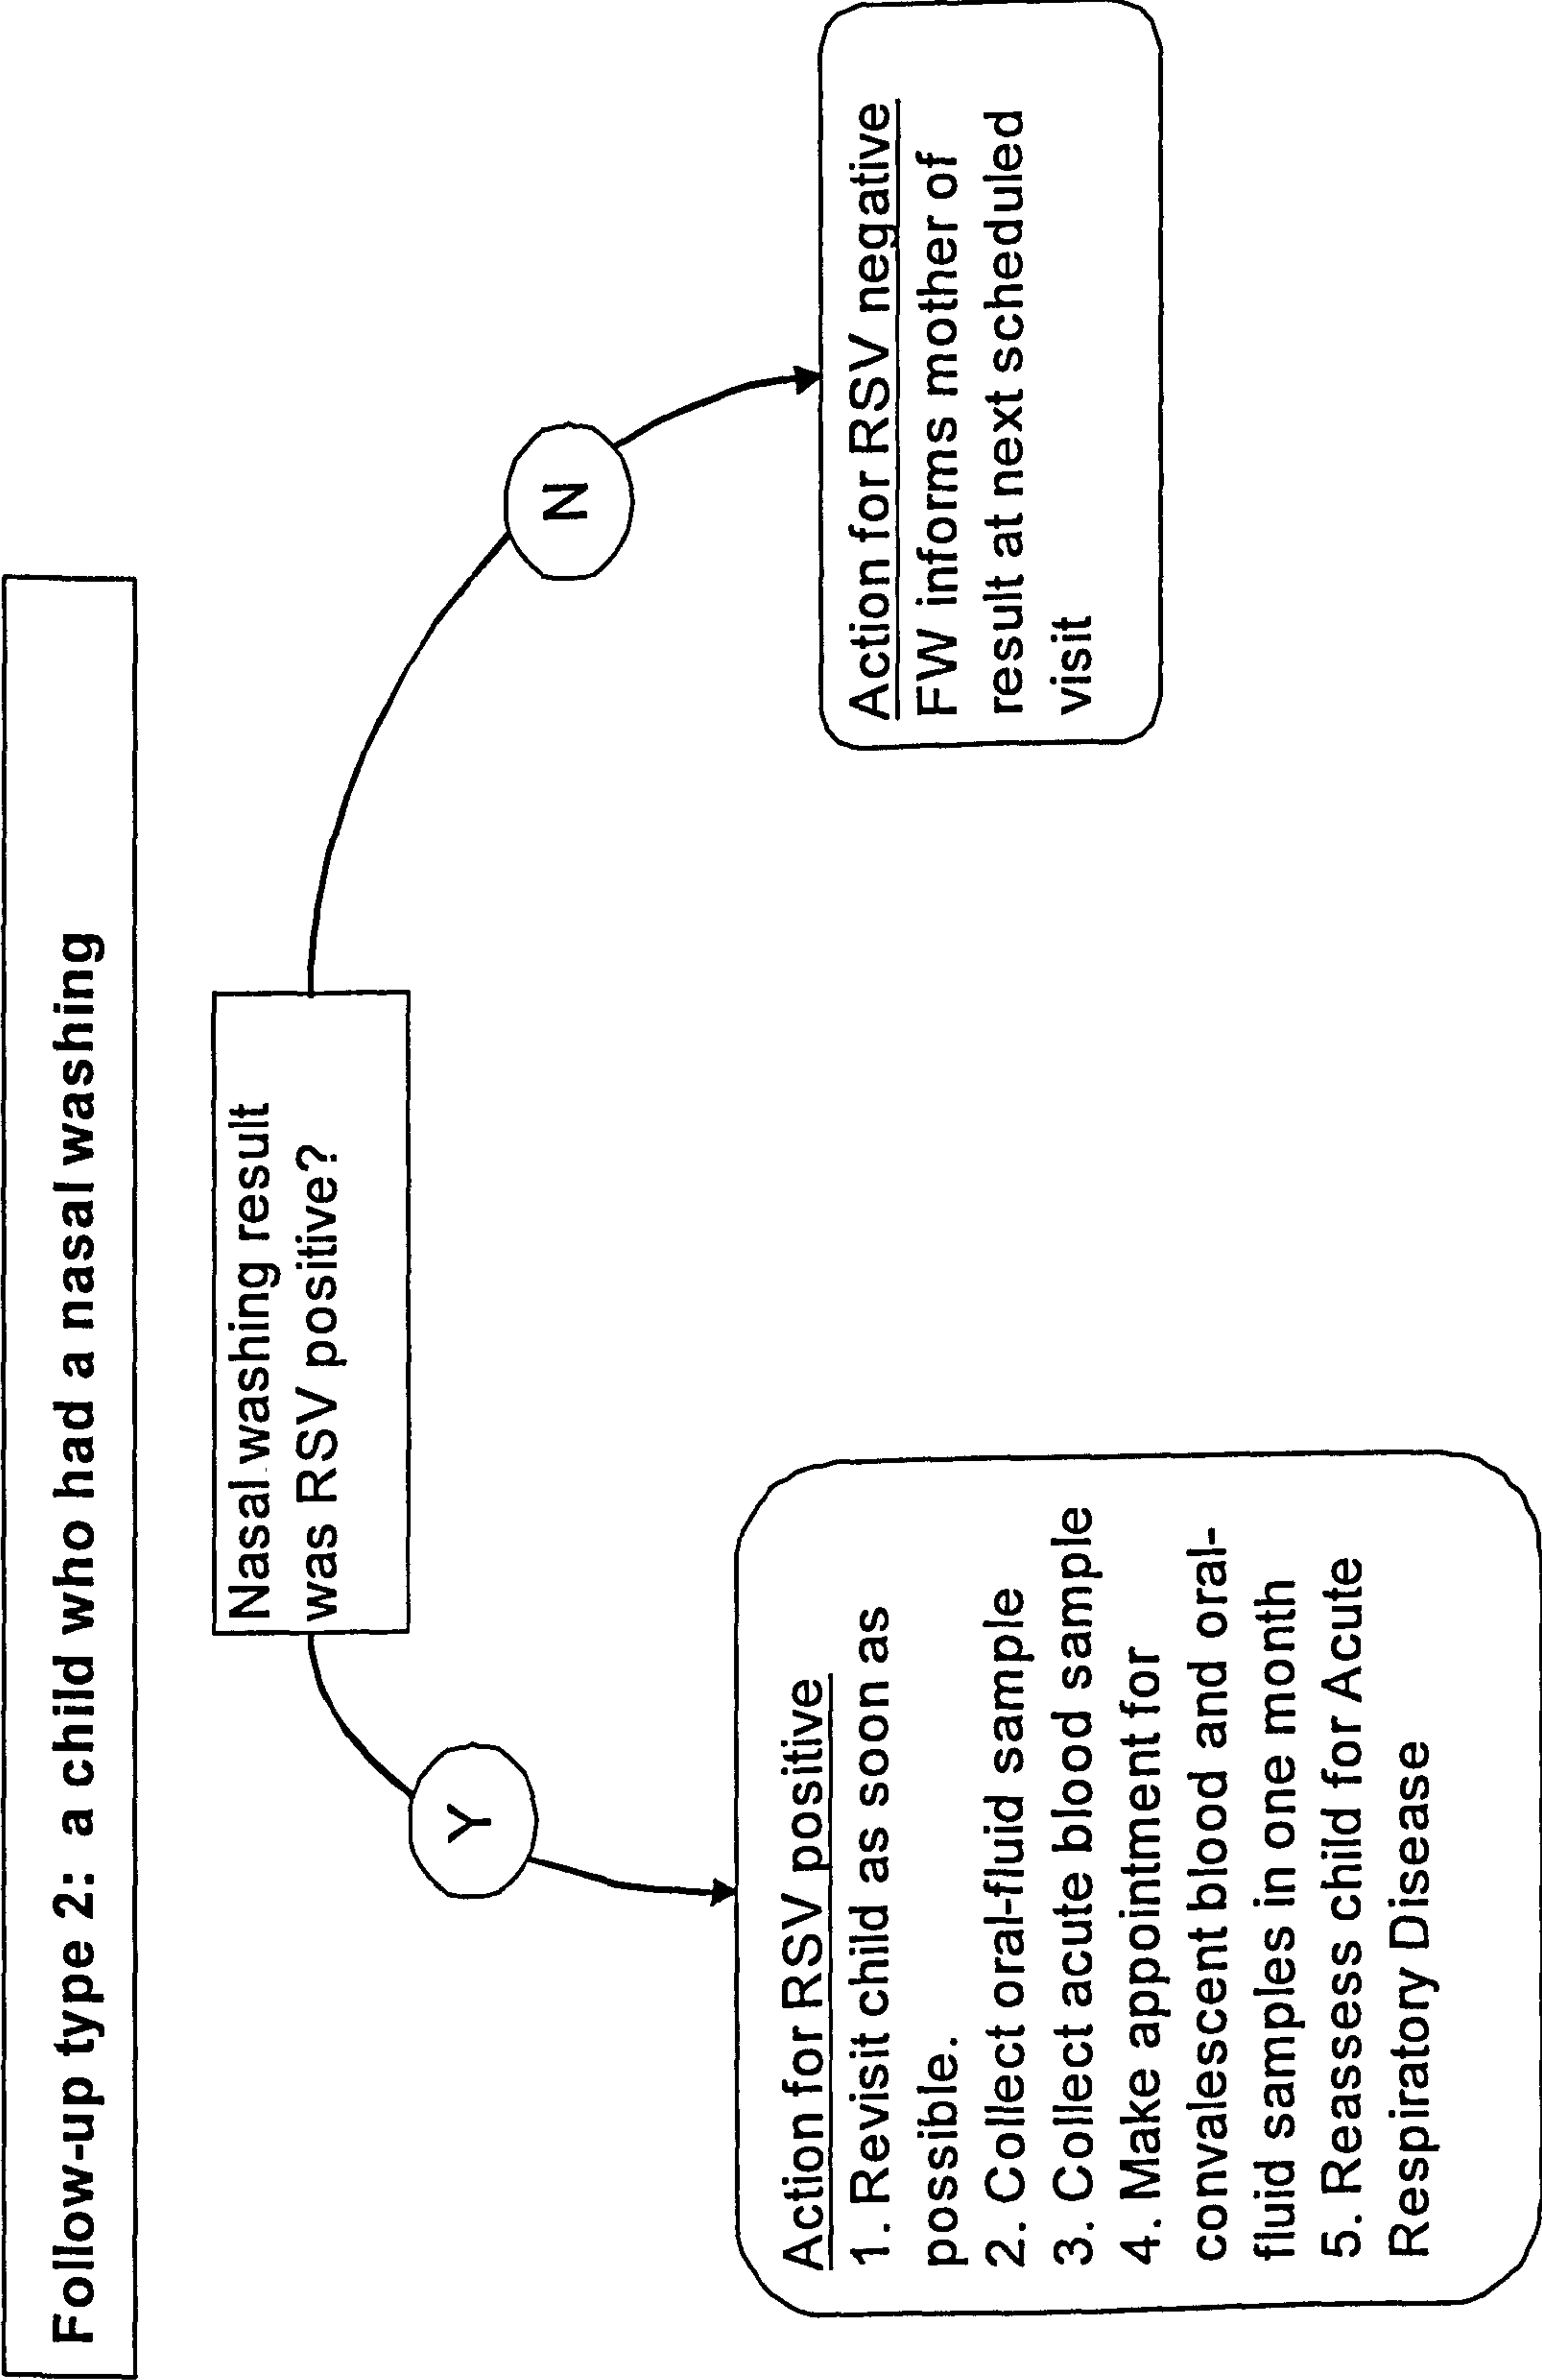 Follow-up type 2: a child who had a nasal washing
Nasal washing result
was RSV positive?
Y
N
Action for RSV positive
1. Revisit child as soon as
possible.
2. Collect oral-fluid sample
3. Collect acute blood sample
4. Make appointment for
convalescent blood and oral-
fluid samples in one month
5. Reassess child for Acute
Respiratory Disease
Action for RSV negative
FW informs mother of
result at next scheduled
visit